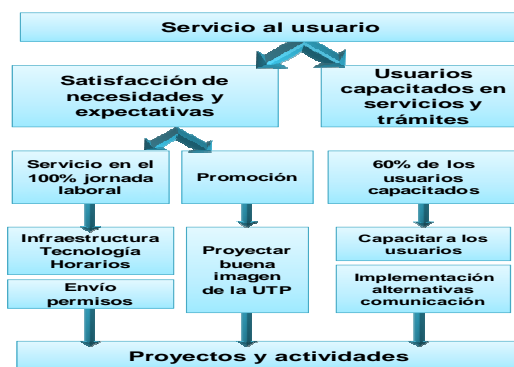 Servicio al usuario
Satisfacción de
necesidades y
expectativas
Usuarios
capacitados en
servicios y
trámites
Servicio en el
100% jornada
laboral
Promoción
60% de los
usuarios
capacitados
Infraestructura
Tecnología
Horarios
Envío
permisos
Proyectar
buena
imagen
de la UTP
Capacitar a los
usuarios
Implementación
alternativas
comunicación
Proyectos y actividades